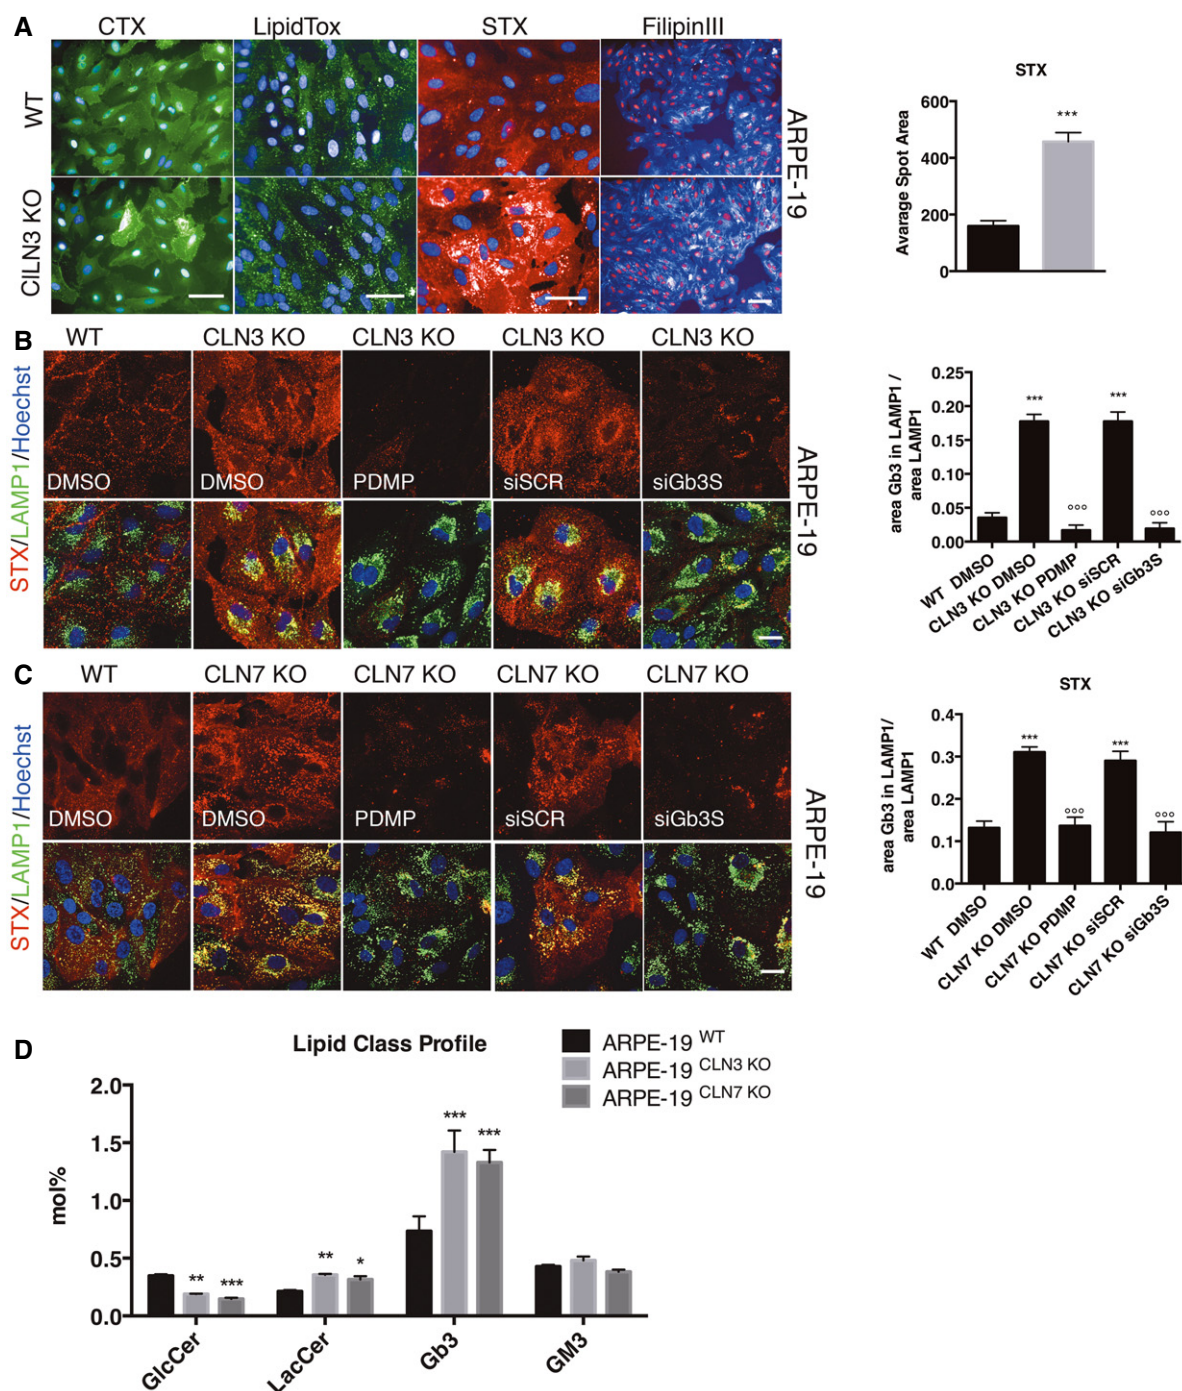 A
CTX LipidTox STX FilipinIII
WT
CILN3 KO
ARPE-19
STX
Avarage Spot Area
600
400
200
0
***
B
WT CLN3 KO CLN3 KO CLN3 KO CLN3 KO
STX/LAMP1/Hoechst
DMSO DMSO PDMP siSCR siGb3S
ARPE-19
area Gb3 in LAMP1 /
area LAMP1
0.25
0.20
0.15
0.10
0.05
0.00
*** °°° *** °°°
WT DMSO
CLN3 KO DMSO
CLN3 KO PDMP
CLN3 KO siSCR
CLN3 KO siGb3S
C
WT CLN7 KO CLN7 KO CLN7 KO CLN7 KO
STX/LAMP1/Hoechst
DMSO DMSO PDMP siSCR siGb3S
ARPE-19
STX
area Gb3 in LAMP1/
area LAMP1
0.4
0.3
0.2
0.1
0.0
*** °°° *** °°°
WT DMSO
CLN7 KO DMSO
CLN7 KO PDMP
CLN7 KO siSCR
CLN7 KO siGb3S
D
Lipid Class Profile
ARPE-19 WT
ARPE-19 CLN3 KO
ARPE-19 CLN7 KO
mol%
2.0
1.5
1.0
0.5
0.0
** *** ** * *** ***
GlcCer LacCer Gb3 GM3